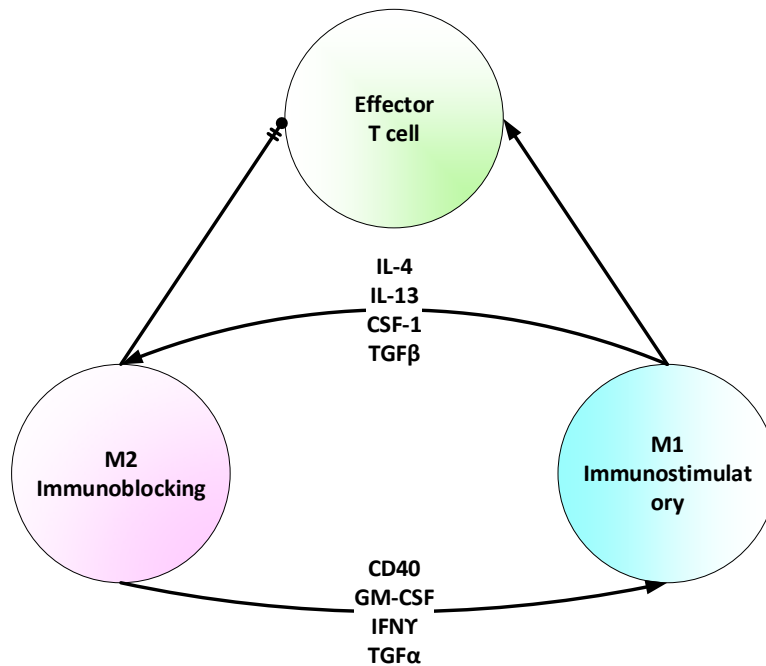 Effector
T cell
IL-4
IL-13
CSF-1
TGFβ
M2
Immunoblocking
M1
Immunostimulat
ory
CD40
GM-CSF
IFNϒ
TGFα